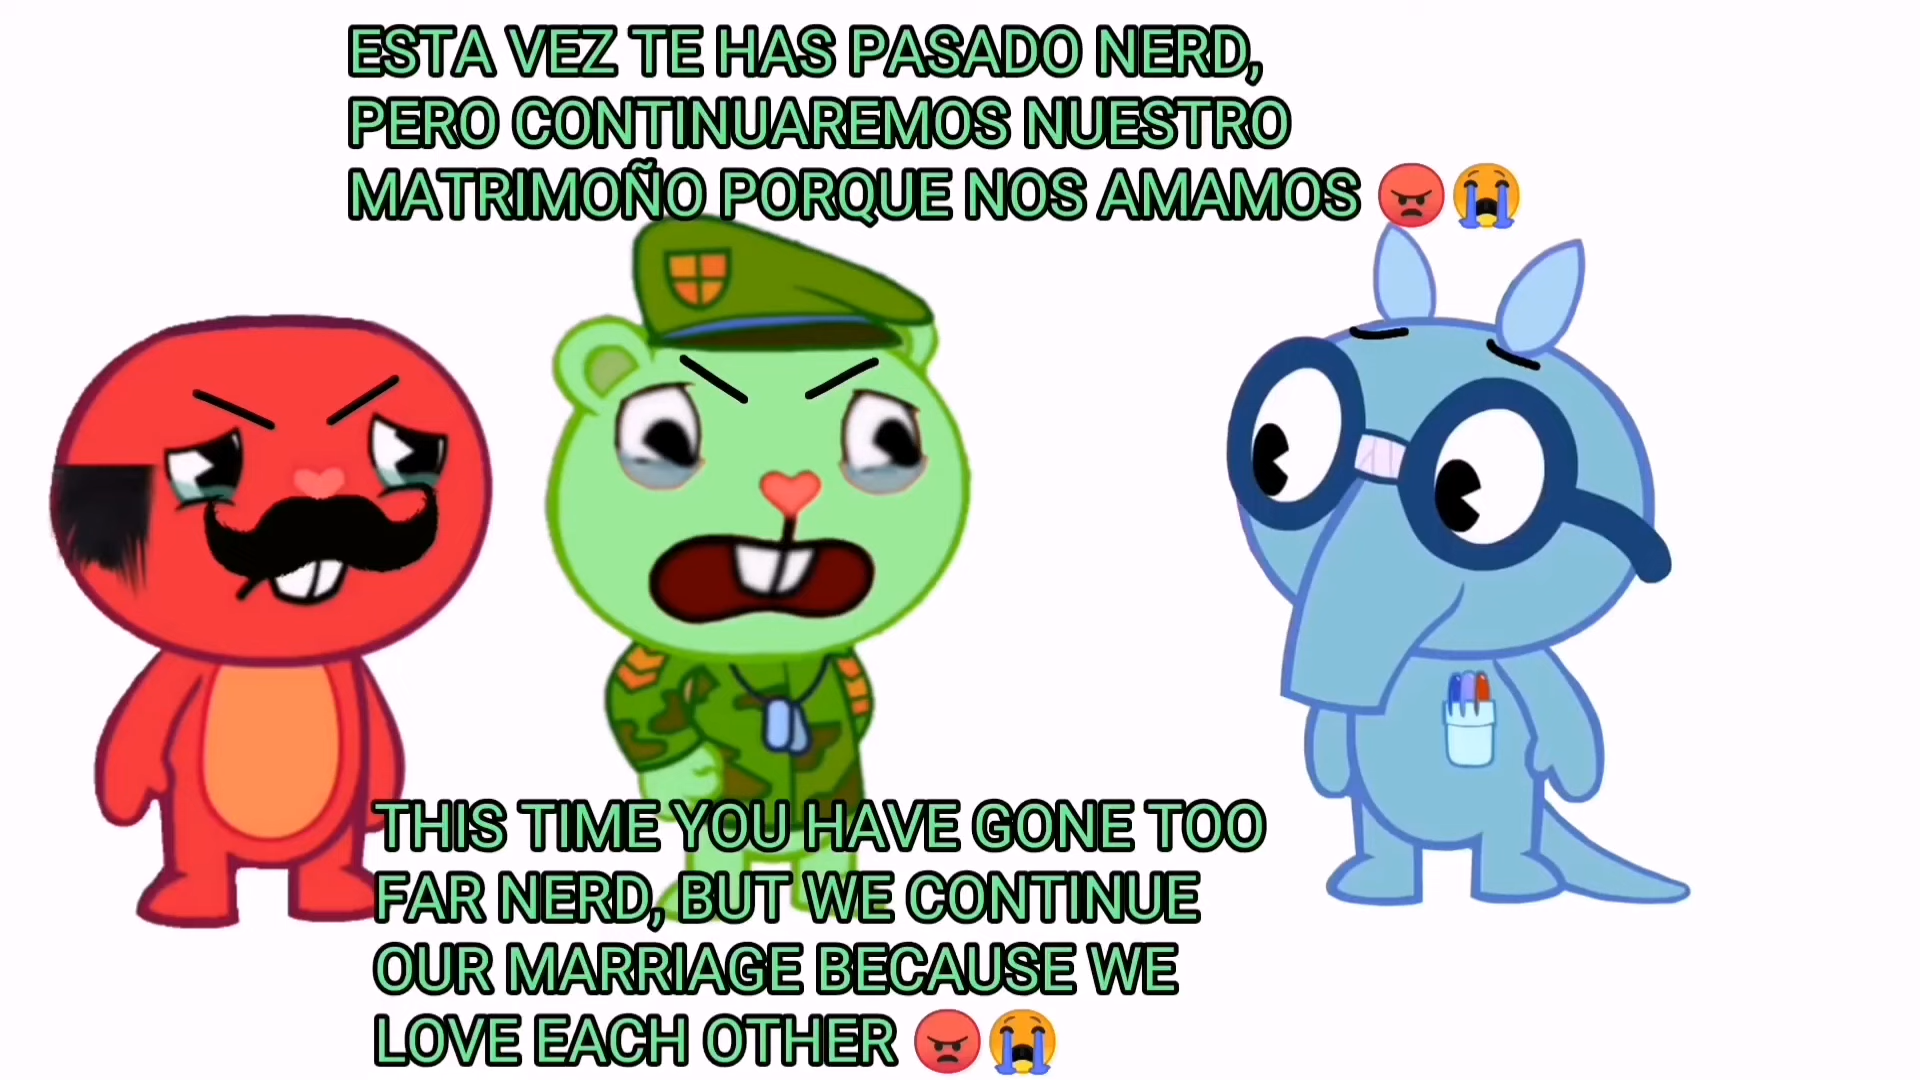 ESTA VEZ TE HAS PASADO NERD,
PERO CONTINUAREMOS NUESTRO
MATRIMOÑO PORQUE NOS AMAMOS 😡😭
THIS TIME YOU HAVE GONE TOO
FAR NERD, BUT WE CONTINUE
OUR MARRIAGE BECAUSE WE
LOVE EACH OTHER 😡😭